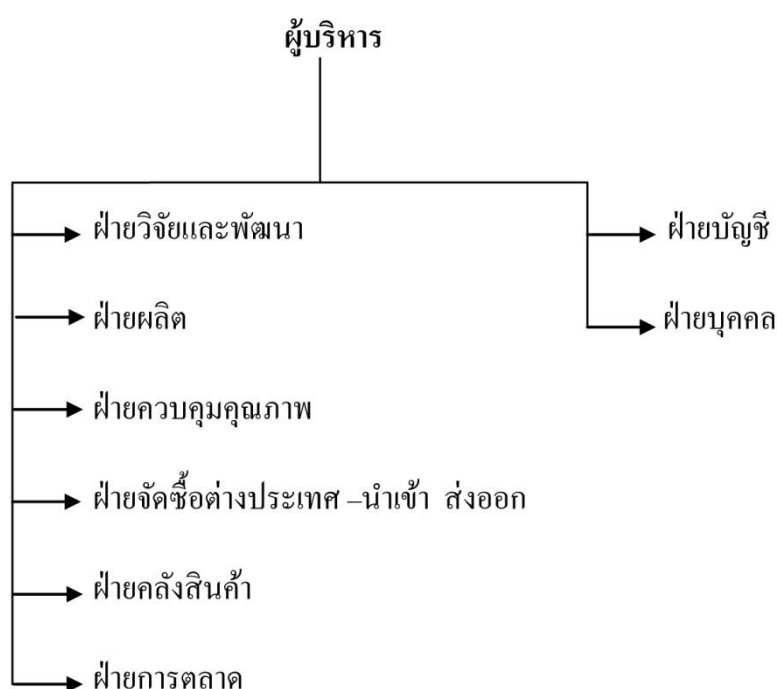 ผู้บริหาร
ฝ่ายวิจัยและพัฒนา
ฝ่ายบัญชี
ฝ่ายผลิต
ฝ่ายบุคคล
ฝ่ายควบคุมคุณภาพ
ฝ่ายจัดซื้อต่างประเทศ –นำเข้า ส่งออก
ฝ่ายคลังสินค้า
ฝ่ายการตลาด